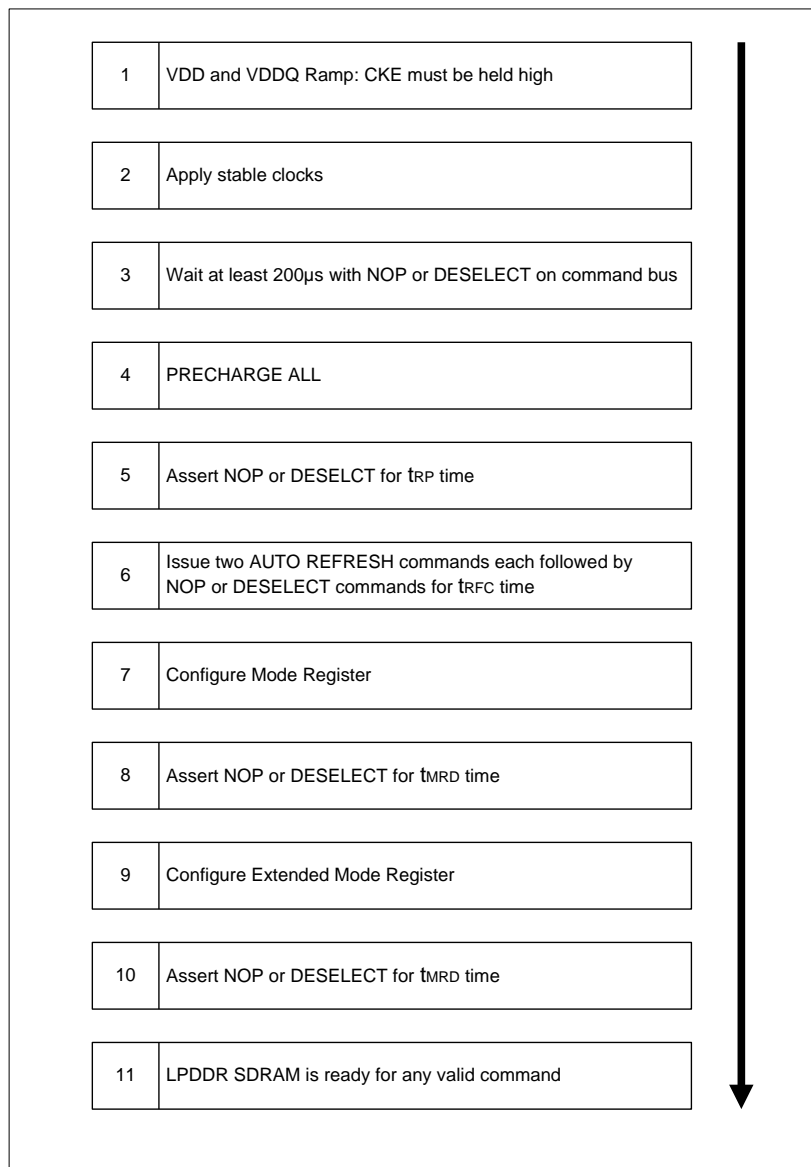 1 VDD and VDDQ Ramp: CKE must be held high
2 Apply stable clocks
3 Wait at least 200µs with NOP or DESELECT on command bus
4 PRECHARGE ALL
5 Assert NOP or DESELCT for tRP time
6 Issue two AUTO REFRESH commands each followed by
NOP or DESELECT commands for tRFC time
7 Configure Mode Register
8 Assert NOP or DESELECT for tMRD time
9 Configure Extended Mode Register
10 Assert NOP or DESELECT for tMRD time
11 LPDDR SDRAM is ready for any valid command